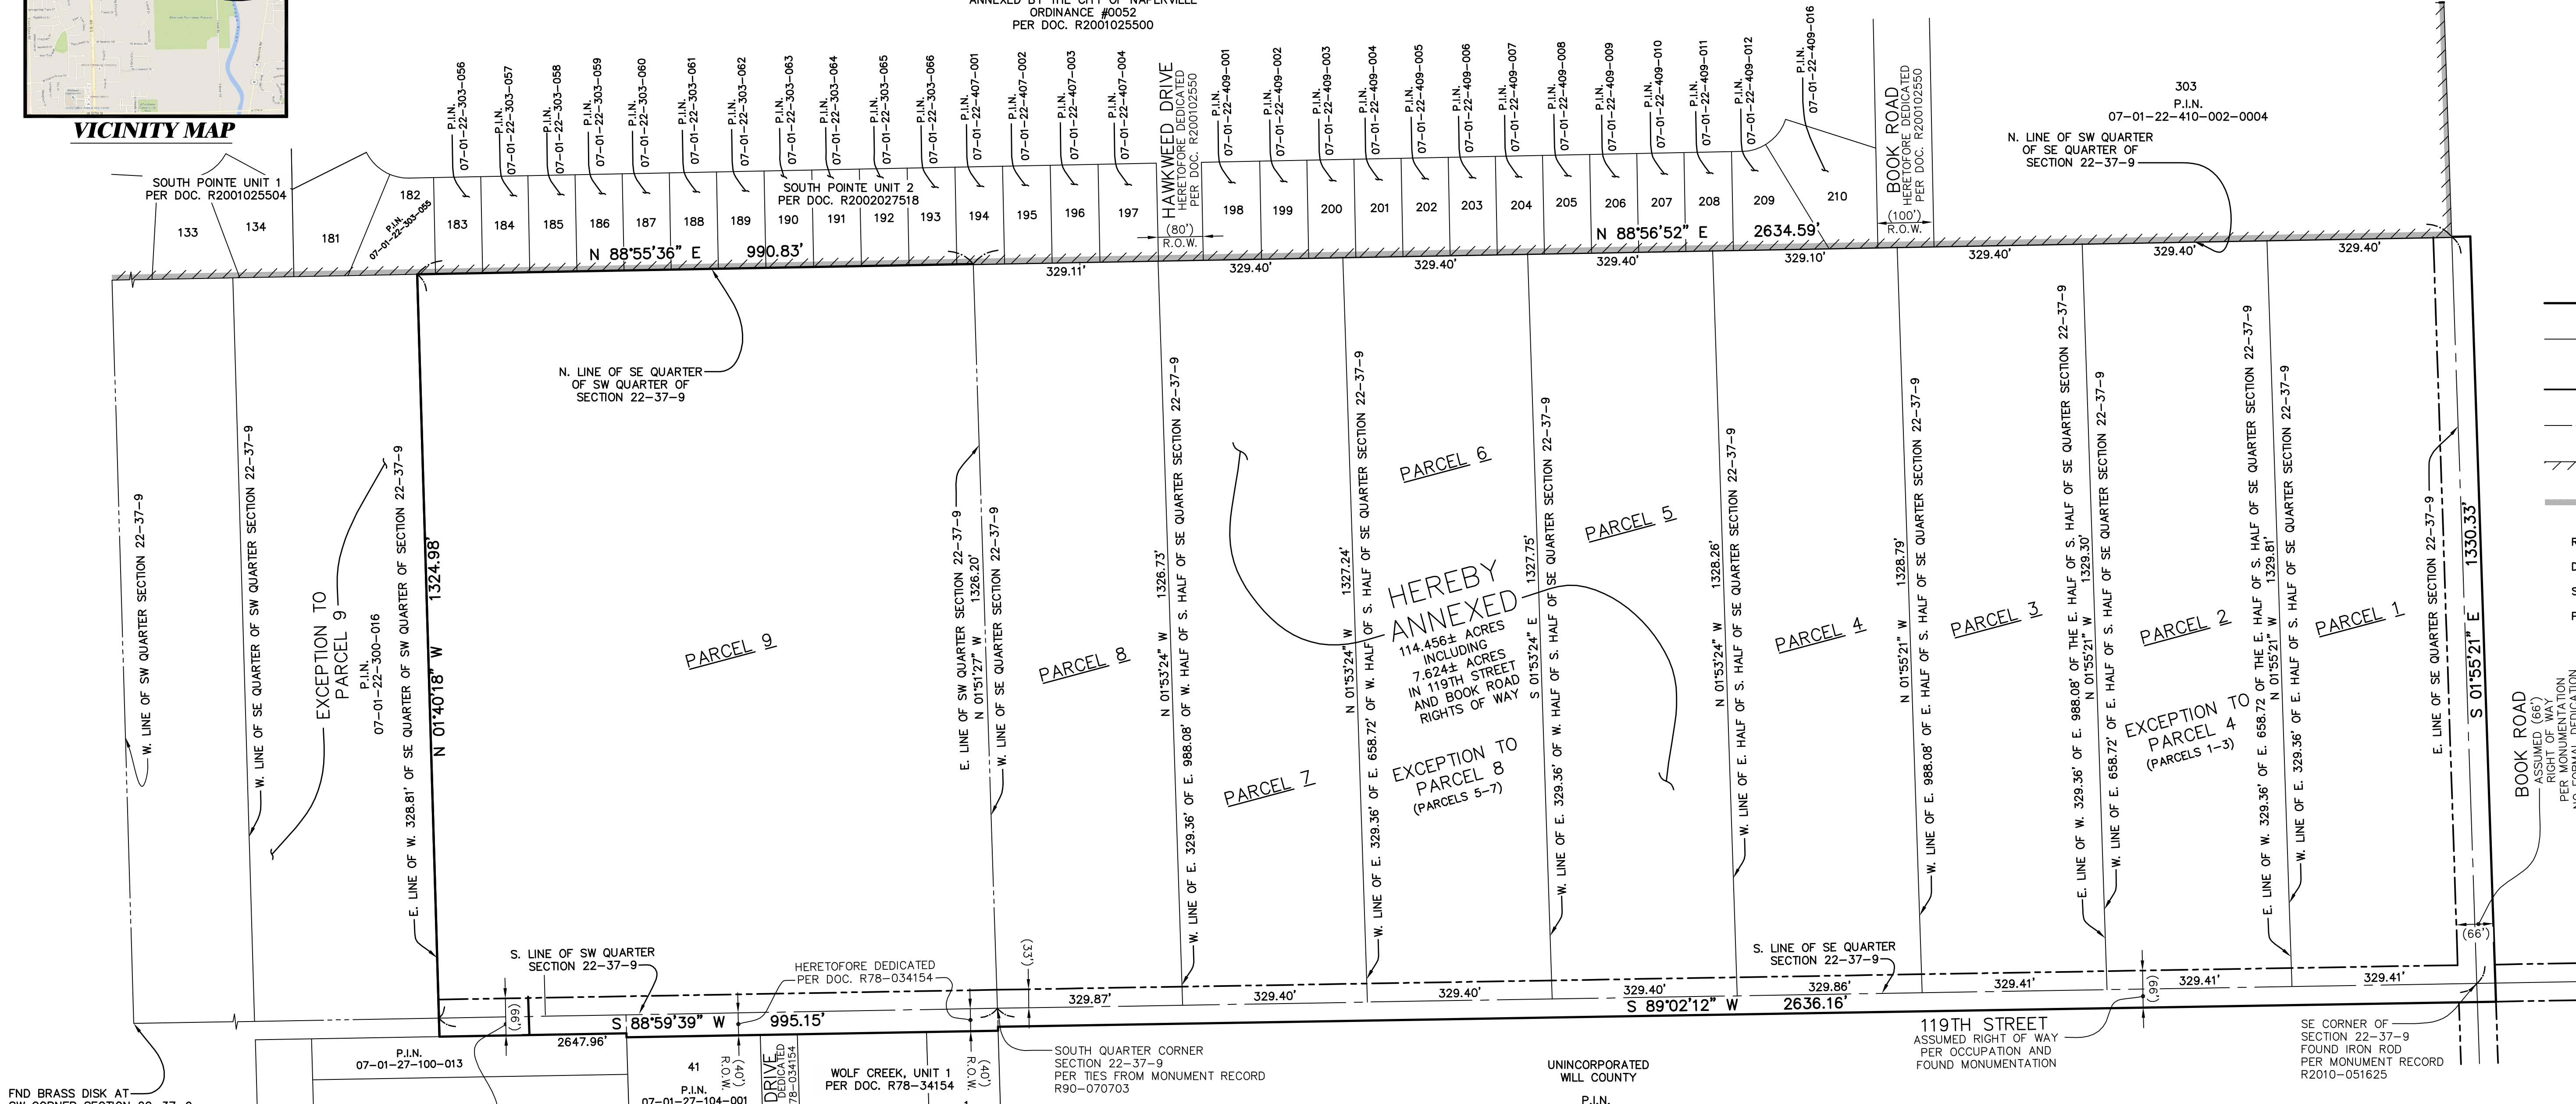 VICINITY MAP
ORDINANCE #0052
PER DOC. R2001025500
P.I.N.
07-01-22-303-056
P.I.N.
07-01-22-303-057
P.I.N.
07-01-22-303-058
P.I.N.
07-01-22-303-059
P.I.N.
07-01-22-303-060
P.I.N.
07-01-22-303-061
P.I.N.
07-01-22-303-062
P.I.N.
07-01-22-303-063
P.I.N.
07-01-22-303-064
P.I.N.
07-01-22-303-065
P.I.N.
07-01-22-303-066
P.I.N.
07-01-22-407-001
P.I.N.
07-01-22-407-002
P.I.N.
07-01-22-407-003
P.I.N.
07-01-22-407-004
HAWKWEED DRIVE
HERETOFORE DEDICATED
PER DOC. R200102550
(80')
R.O.W.
P.I.N.
07-01-22-409-001
P.I.N.
07-01-22-409-002
P.I.N.
07-01-22-409-003
P.I.N.
07-01-22-409-004
P.I.N.
07-01-22-409-005
P.I.N.
07-01-22-409-006
P.I.N.
07-01-22-409-007
P.I.N.
07-01-22-409-008
P.I.N.
07-01-22-409-009
P.I.N.
07-01-22-409-010
P.I.N.
07-01-22-409-011
P.I.N.
07-01-22-409-012
P.I.N.
07-01-22-409-016
BOOK ROAD
HERETOFORE DEDICATED
PER DOC. R200102550
(100')
R.O.W.
303
P.I.N.
07-01-22-410-002-0004
N. LINE OF SW QUARTER
OF SE QUARTER OF
SECTION 22-37-9
SOUTH POINTE UNIT 1
PER DOC. R2001025504
133
134
181
182
P.I.N.
07-01-22-303-055
183
184
185
186
187
188
189
190
191
192
193
194
195
196
197
SOUTH POINTE UNIT 2
PER DOC. R2002027518
198
199
200
201
202
203
204
205
206
207
208
209
210
N 88°55'36" E 990.83'
N 88°56'52" E 2634.59'
329.11'
329.40'
329.40'
329.40'
329.10'
329.40'
329.40'
329.40'
N. LINE OF SE QUARTER
OF SW QUARTER OF
SECTION 22-37-9
W. LINE OF SW QUARTER SECTION 22-37-9
W. LINE OF SE QUARTER OF SW QUARTER SECTION 22-37-9
EXCEPTION TO
PARCEL 9
P.I.N.
07-01-22-300-016
E. LINE OF W. 328.81' OF SE QUARTER OF SW QUARTER OF SECTION 22-37-9
N 01°40'18" W 1324.98'
PARCEL 9
E. LINE OF SW QUARTER SECTION 22-37-9
N 01°51'27" W 1326.20'
W. LINE OF SE QUARTER SECTION 22-37-9
PARCEL 8
N 01°53'24" W 1326.73'
W. LINE OF E. 329.36' OF E. 988.08' OF W. HALF OF S. HALF OF SE QUARTER SECTION 22-37-9
PARCEL 7
N 01°53'24" W 1327.24'
W. LINE OF E. 329.36' OF E. 658.72' OF W. HALF OF S. HALF OF SE QUARTER SECTION 22-37-9
PARCEL 6
HEREBY
ANNEXED
114.456± ACRES
INCLUDING
7.624± ACRES
IN 119TH STREET
AND BOOK ROAD
RIGHTS OF WAY
EXCEPTION TO
PARCEL 8
(PARCELS 5-7)
S 01°53'24" E 1327.75'
W. LINE OF E. 329.36' OF W. HALF OF S. HALF OF SE QUARTER SECTION 22-37-9
PARCEL 5
N 01°53'24" W 1328.26'
W. LINE OF E. HALF OF S. HALF OF SE QUARTER SECTION 22-37-9
PARCEL 4
N 01°55'21" W 1328.79'
W. LINE OF E. 988.08' OF E. HALF OF S. HALF OF SE QUARTER SECTION 22-37-9
PARCEL 3
E. LINE OF W. 329.36' OF E. 988.08' OF THE E. HALF OF S. HALF OF SE QUARTER SECTION 22-37-9
N 01°55'21" W 1329.30'
W. LINE OF E. 658.72' OF E. HALF OF S. HALF OF SE QUARTER SECTION 22-37-9
PARCEL 2
EXCEPTION TO
PARCEL 4
(PARCELS 1-3)
E. LINE OF W. 329.36' OF E. 658.72 OF THE E. HALF OF S. HALF OF SE QUARTER SECTION 22-37-9
N 01°55'21" W 1329.81'
W. LINE OF E. 329.36' OF E. HALF OF S. HALF OF SE QUARTER SECTION 22-37-9
PARCEL 1
E. LINE OF SE QUARTER SECTION 22-37-9
S 01°55'21" E 1330.33'
BOOK ROAD
ASSUMED (66')
RIGHT OF WAY
PER MONUMENTATION
(66')
S. LINE OF SW QUARTER
SECTION 22-37-9
HERETOFORE DEDICATED
PER DOC. R78-034154
(33')
(66')
S 88°59'39" W 995.15'
2647.96'
329.87'
329.40'
329.40'
329.40'
329.86'
329.41'
329.41'
329.41'
S 89°02'12" W 2636.16'
S. LINE OF SE QUARTER
SECTION 22-37-9
(66')
119TH STREET
ASSUMED RIGHT OF WAY
PER OCCUPATION AND
FOUND MONUMENTATION
SE CORNER OF
SECTION 22-37-9
FOUND IRON ROD
PER MONUMENT RECORD
R2010-051625
P.I.N.
07-01-27-100-013
41
P.I.N.
07-01-27-104-001
(40')
R.O.W.
DRIVE
DEDICATED
78-034154
WOLF CREEK, UNIT 1
PER DOC. R78-34154
(40')
R.O.W.
SOUTH QUARTER CORNER
SECTION 22-37-9
PER TIES FROM MONUMENT RECORD
R90-070703
UNINCORPORATED
WILL COUNTY
P.I.N.
FND BRASS DISK AT